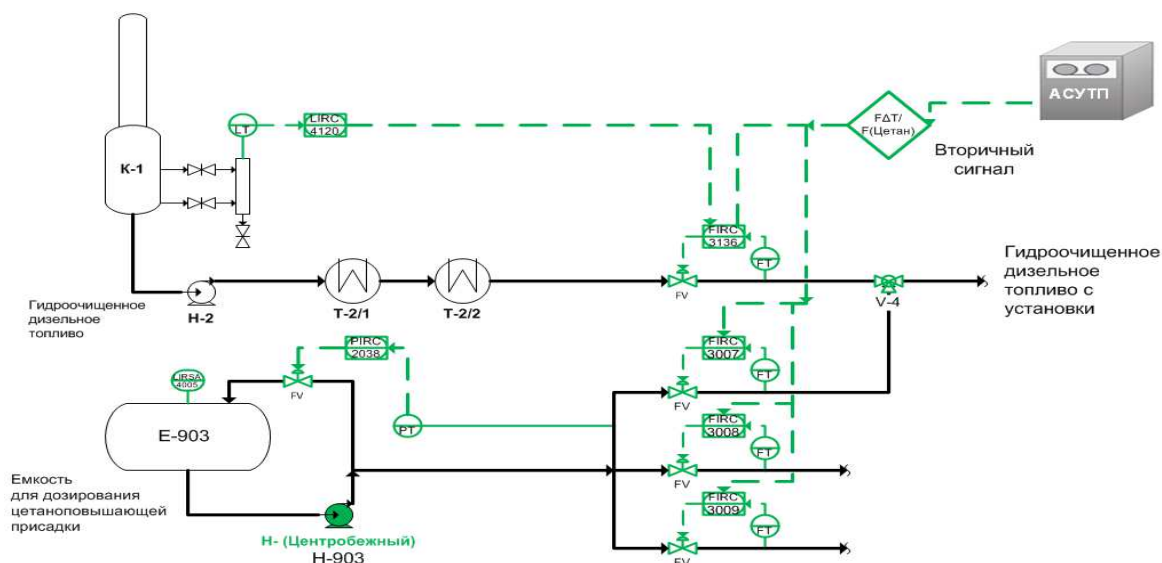 АСУТП
FΔT/
F(Цетан)
Вторичный
сигнал
LT
LIRC
4120
К-1
FIRC
3136
FT
FV
Гидроочищенное
дизельное
топливо с
установки
V-4
Гидроочищенное
дизельное
топливо
Н-2
Т-2/1
Т-2/2
PIRC
2038
FIRC
3007
FT
FV
LIRSA
4005
FV
PT
FIRC
3008
FT
FV
Е-903
Емкость
для дозирования
цетаноповышающей
присадки
FIRC
3009
FT
FV
Н- (Центробежный)
Н-903